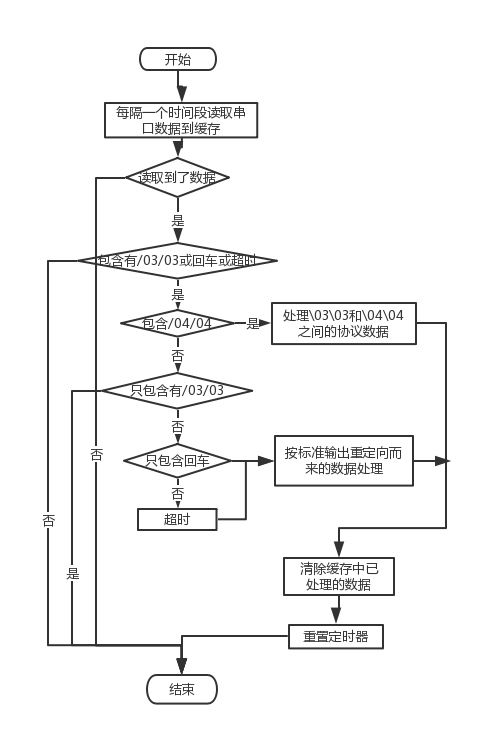 开始
每隔一个时间段读取串
口数据到缓存
读取到了数据
是
包含有/03/03或回车或超时
是
包含/04/04
是
处理\03\03和\04\04
之间的协议数据
否
只包含有/03/03
否
只包含回车
按标准输出重定向而
来的数据处理
否
否
超时
否
是
清除缓存中已
处理的数据
重置定时器
结束